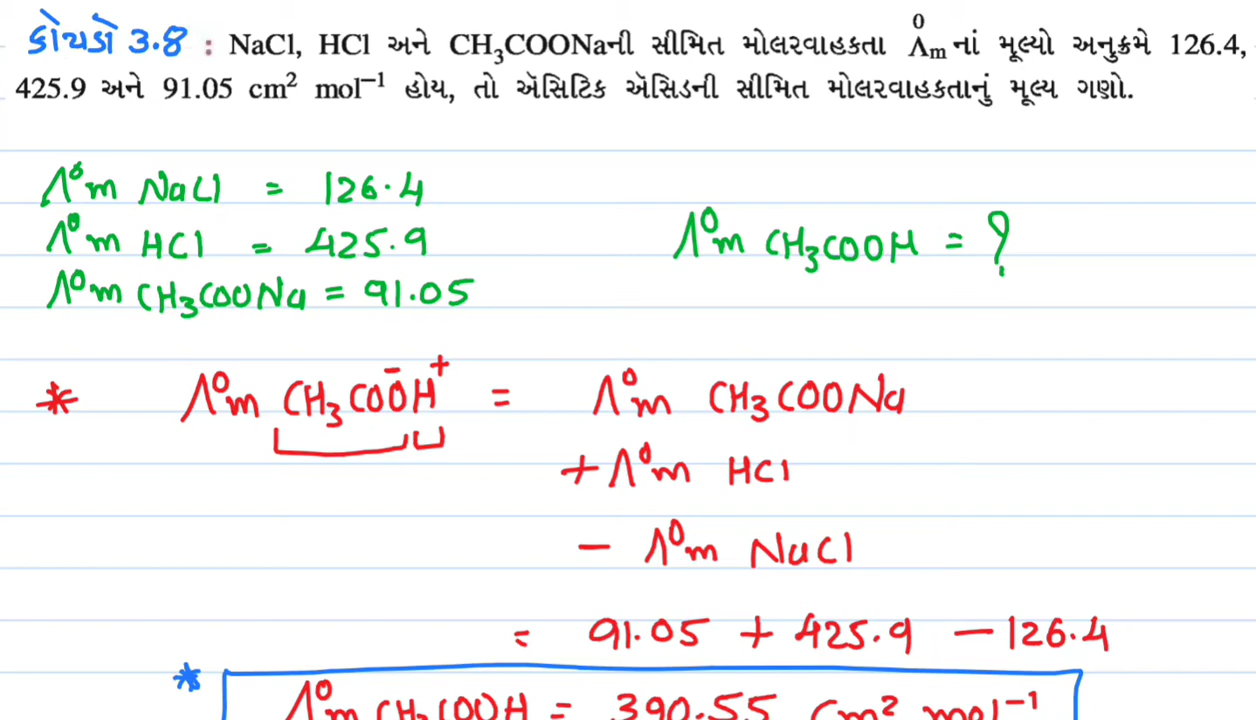 કોયડો 3.8 : NaCl, HCl અને CH₃COONaની સીમિત મોલરવાહકતા Λ⁰m નાં મૂલ્યો અનુક્રમે 126.4,
425.9 અને 91.05 cm² mol⁻¹ હોય, તો ઍસિટિક ઍસિડની સીમિત મોલરવાહકતાનું મૂલ્ય ગણો.
Λ⁰m NaCl = 126.4
Λ⁰m HCl = 425.9
Λ⁰m CH₃COONa = 91.05
Λ⁰m CH₃COOH = ?
* Λ⁰m CH₃COO⁻H⁺ = Λ⁰m CH₃COONa
+ Λ⁰m HCl
− Λ⁰m NaCl
= 91.05 + 425.9 − 126.4
* Λ⁰m CH₃COOH = 390.55 cm² mol⁻¹